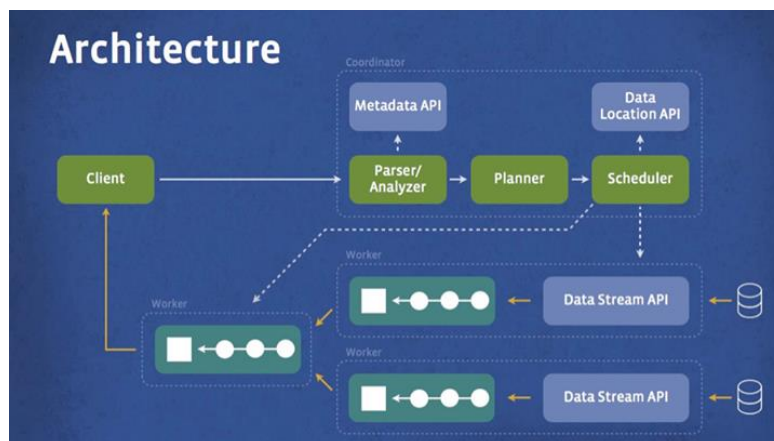 Architecture
Coordinator
Metadata API
Data
Location API
Client
Parser/
Analyzer
Planner
Scheduler
Worker
Data Stream API
Worker
Worker
Data Stream API